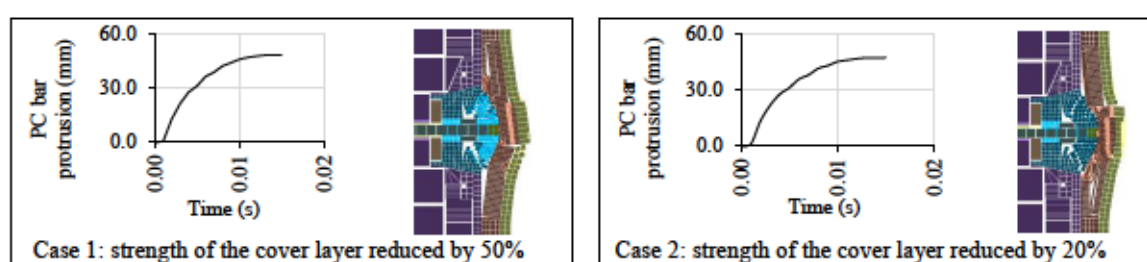 60.0
30.0
0.0
PC bar
protrusion (mm)
0.00
0.01
0.02
Time (s)
Case 1: strength of the cover layer reduced by 50%
60.0
30.0
0.0
PC bar
protrusion (mm)
0.00
0.01
0.02
Time (s)
Case 2: strength of the cover layer reduced by 20%